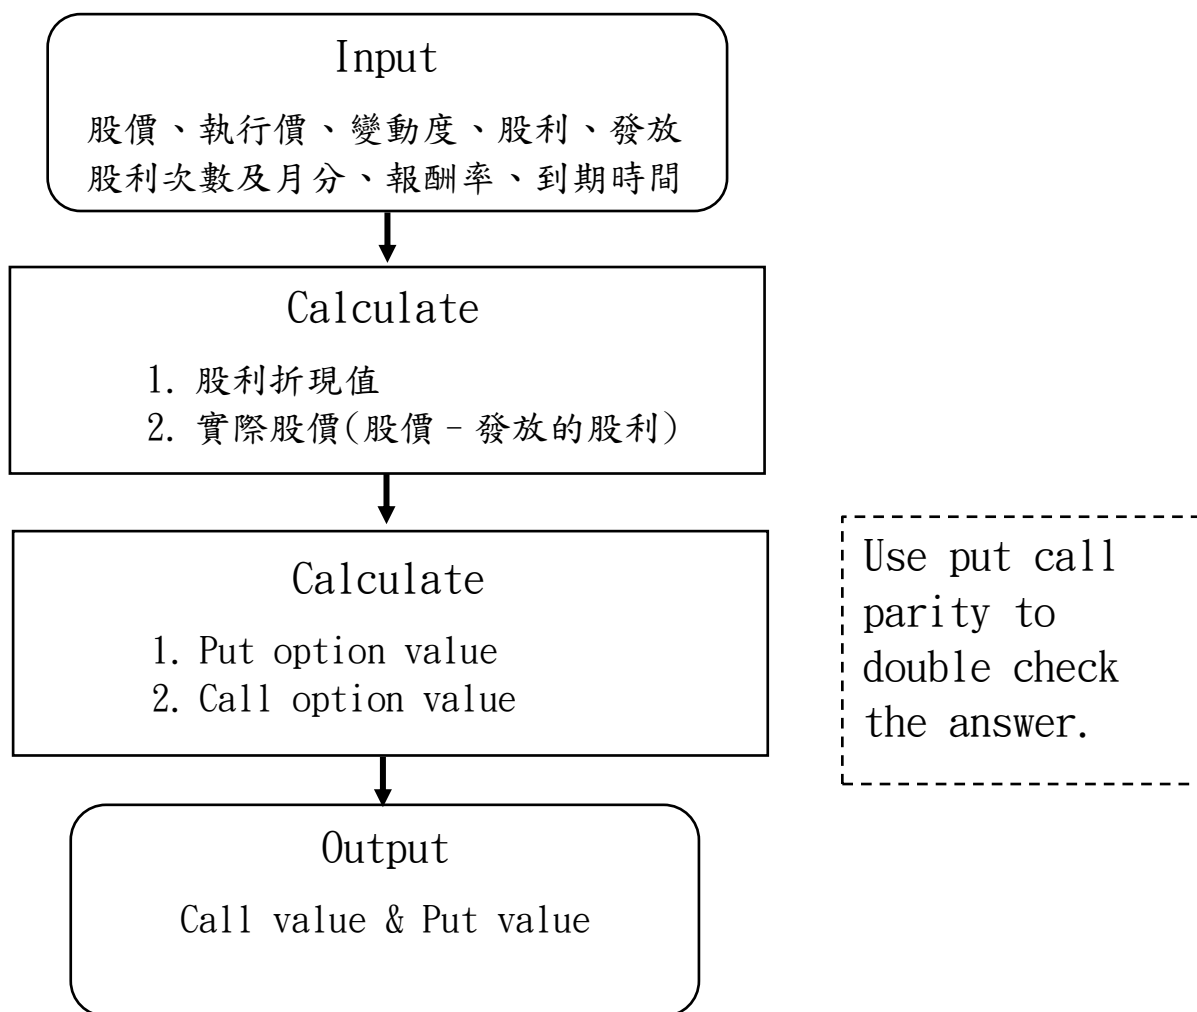 Input
股價、執行價、變動度、股利、發放
股利次數及月分、報酬率、到期時間
Calculate
1. 股利折現值
2. 實際股價(股價 – 發放的股利)
Calculate
1. Put option value
2. Call option value
Use put call
parity to
double check
the answer.
Output
Call value & Put value